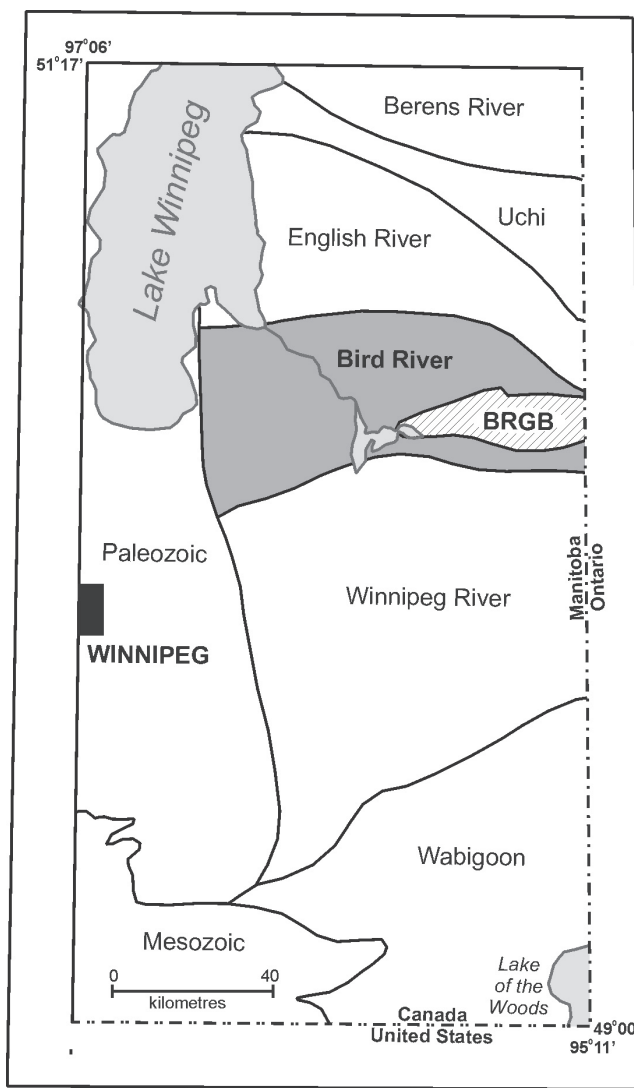 97°06'
51°17'
Berens River
Lake Winnipeg
Uchi
English River
Bird River
BRGB
Paleozoic
Manitoba
Ontario
Winnipeg River
WINNIPEG
Wabigoon
Mesozoic
0 40
kilometres
Lake
of the
Woods
Canada
United States
49°00
95°11'